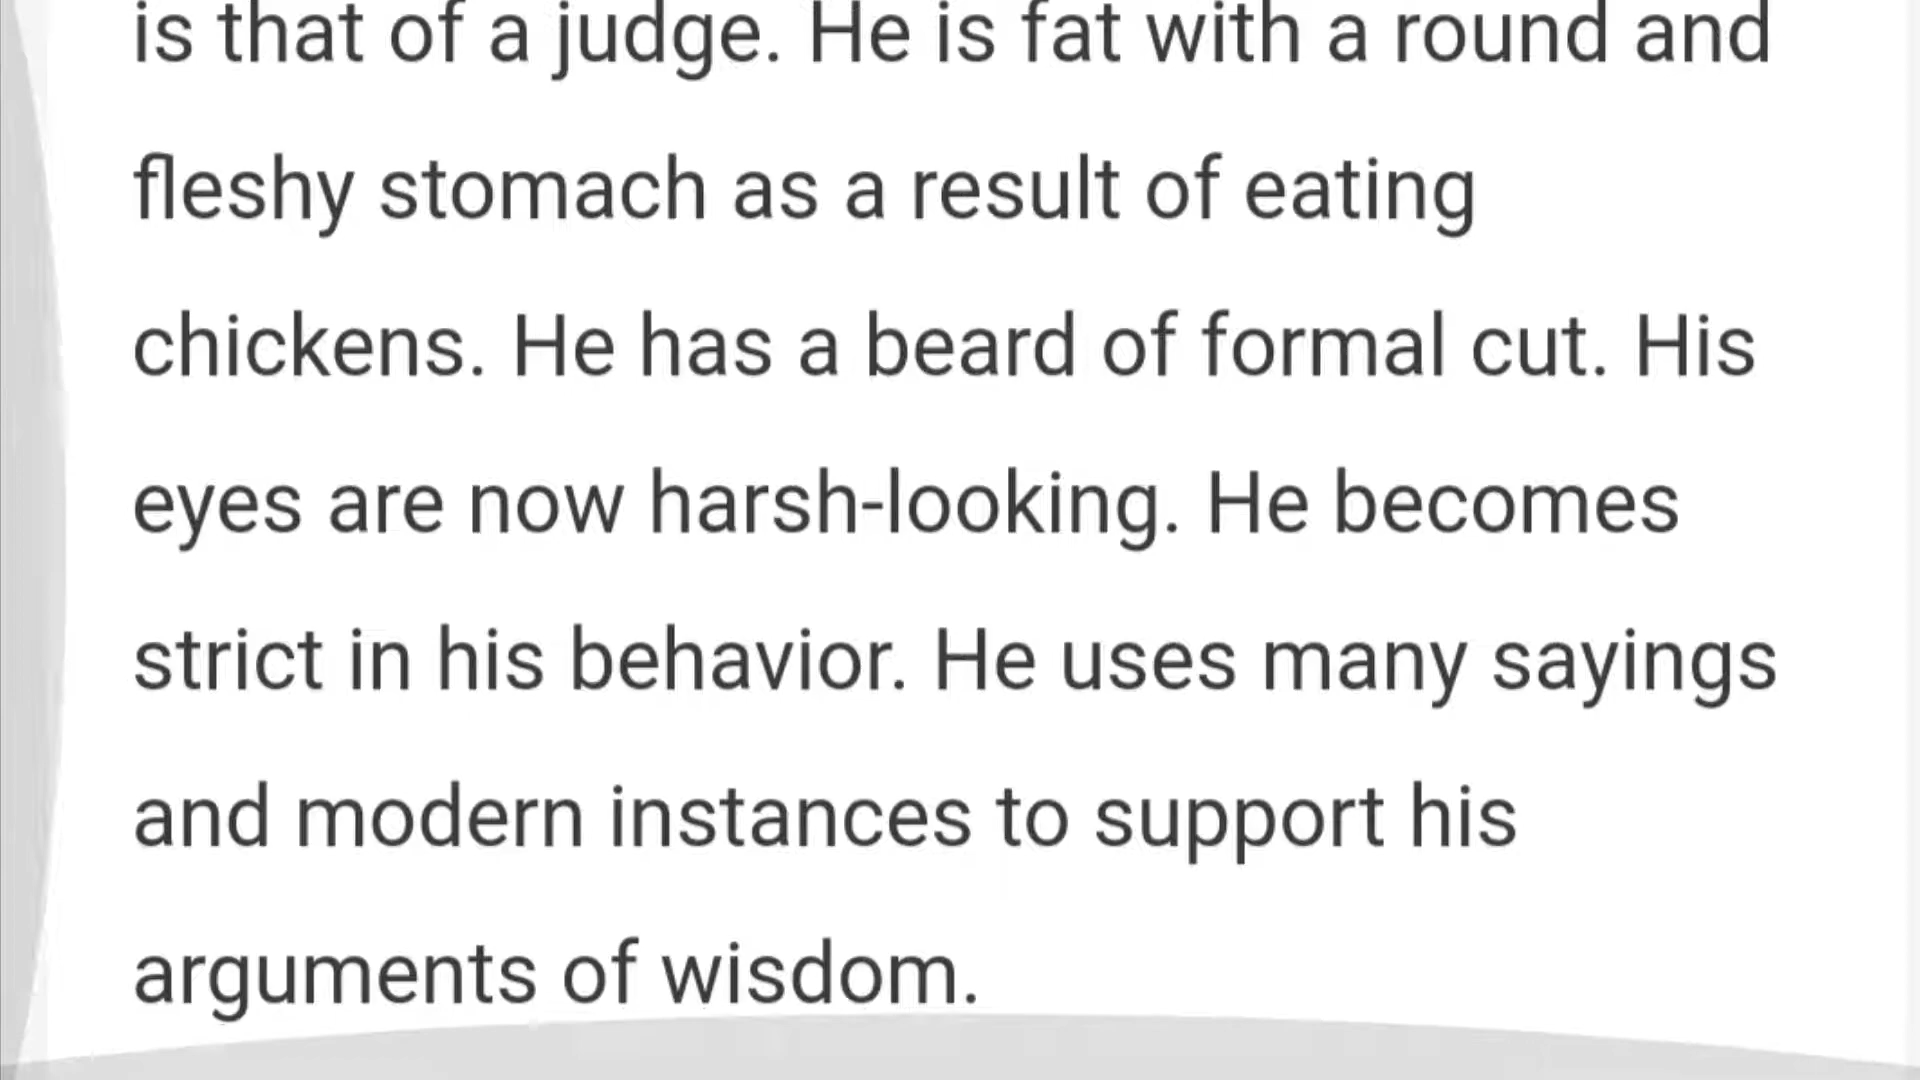 is that of a judge. He is fat with a round and
fleshy stomach as a result of eating
chickens. He has a beard of formal cut. His
eyes are now harsh-looking. He becomes
strict in his behavior. He uses many sayings
and modern instances to support his
arguments of wisdom.